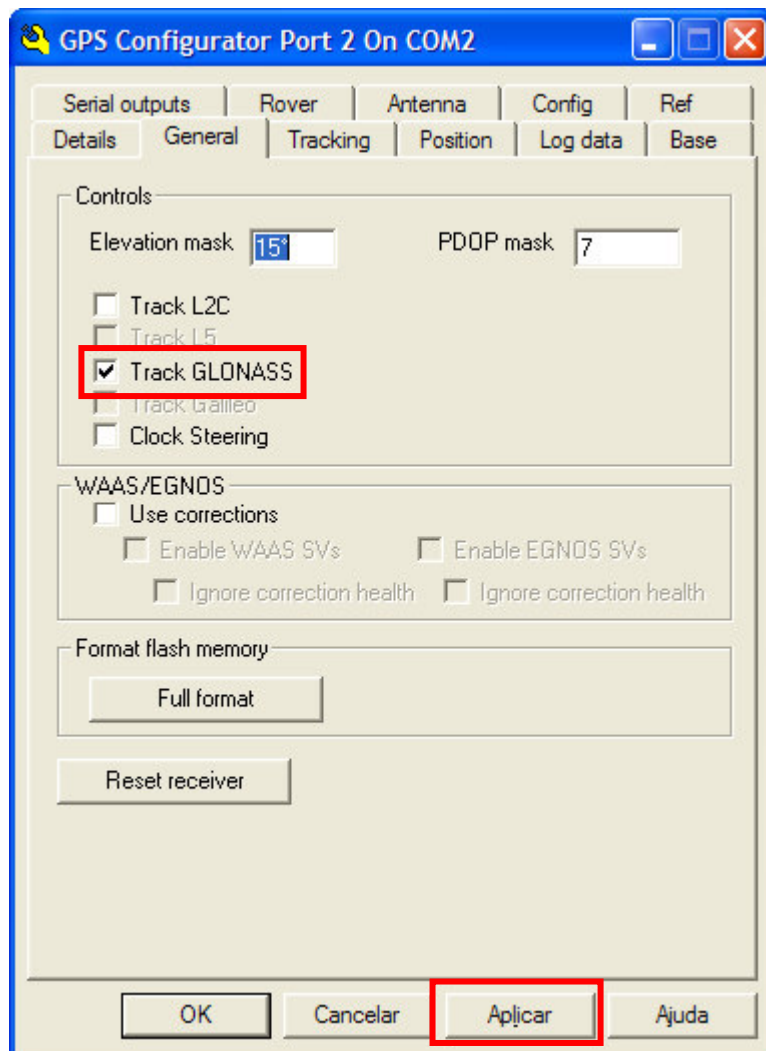 GPS Configurator Port 2 On COM2
Serial outputs Rover Antenna Config Ref
Details General Tracking Position Log data Base
Controls
Elevation mask 15° PDOP mask 7
Track L2C
Track L5
Track GLONASS
Track Galileo
Clock Steering
WAAS/EGNOS
Use corrections
Enable WAAS SVs Enable EGNOS SVs
Ignore correction health Ignore correction health
Format flash memory
Full format
Reset receiver
OK Cancelar Aplicar Ajuda